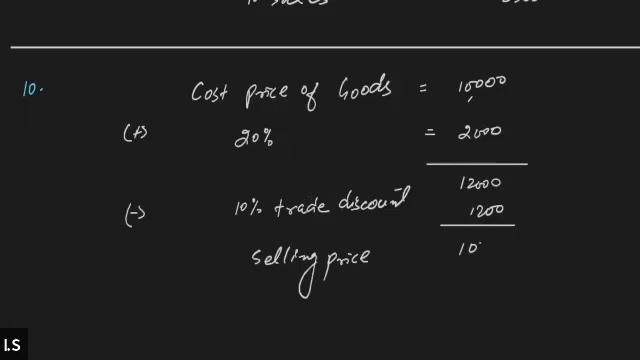 10. Cost price of Goods = 10,000
(+) 20% = 2000
12000
(-) 10% trade discount 1200
Selling price 10
I.S